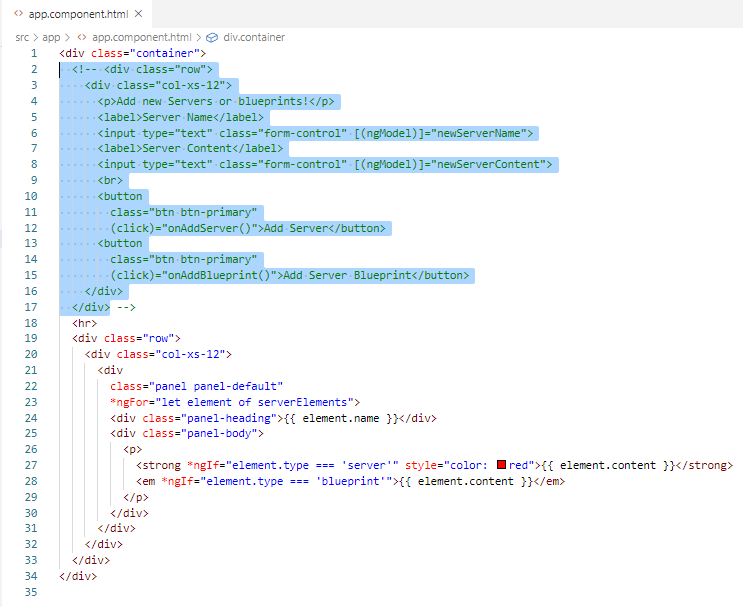 app.component.html ×
src > app > app.component.html > div.container
1 <div class="container">
2 <!-- <div class="row">
3 <div class="col-xs-12">
4 <p>Add new Servers or blueprints!</p>
5 <label>Server Name</label>
6 <input type="text" class="form-control" [(ngModel)]="newServerName">
7 <label>Server Content</label>
8 <input type="text" class="form-control" [(ngModel)]="newServerContent">
9 <br>
10 <button
11 class="btn btn-primary"
12 (click)="onAddServer()">Add Server</button>
13 <button
14 class="btn btn-primary"
15 (click)="onAddBlueprint()">Add Server Blueprint</button>
16 </div>
17 </div> -->
18 <hr>
19 <div class="row">
20 <div class="col-xs-12">
21 <div
22 class="panel panel-default"
23 *ngFor="let element of serverElements">
24 <div class="panel-heading">{{ element.name }}</div>
25 <div class="panel-body">
26 <p>
27 <strong *ngIf="element.type === 'server'" style="color: red">{{ element.content }}</strong>
28 <em *ngIf="element.type === 'blueprint'">{{ element.content }}</em>
29 </p>
30 </div>
31 </div>
32 </div>
33 </div>
34 </div>
35